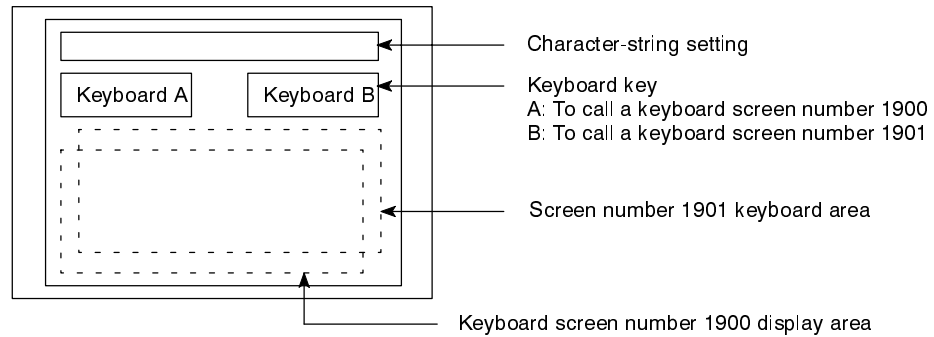 Character-string setting
Keyboard A
Keyboard B
Keyboard key
A: To call a keyboard screen number 1900
B: To call a keyboard screen number 1901
Screen number 1901 keyboard area
Keyboard screen number 1900 display area